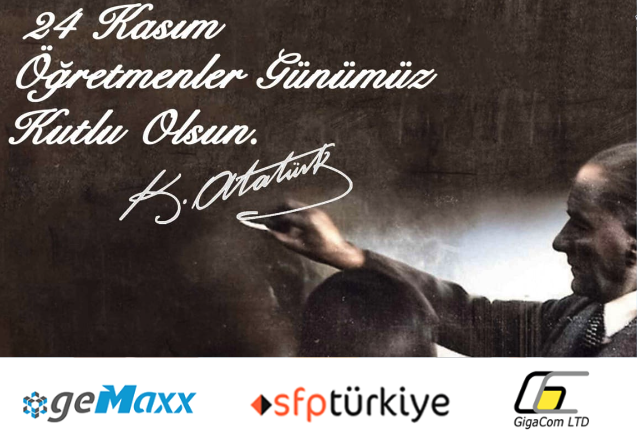 24 Kasım
Öğretmenler Günümüz
Kutlu Olsun.
K. Atatürk
geMaxx
sfptürkiye
GigaCom LTD